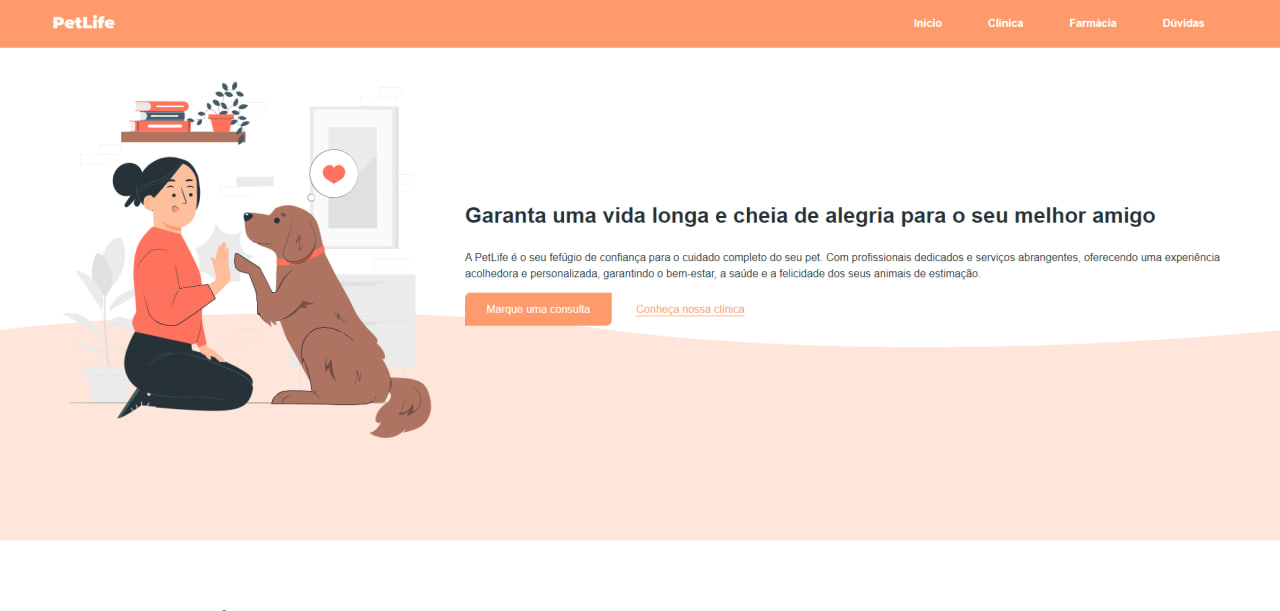 PetLife
Inicio
Clínica
Farmácia
Dúvidas
Garanta uma vida longa e cheia de alegria para o seu melhor amigo
A PetLife é o seu fefúgio de confiança para o cuidado completo do seu pet. Com profissionais dedicados e serviços abrangentes, oferecendo uma experiência
acolhedora e personalizada, garantindo o bem-estar, a saúde e a felicidade dos seus animais de estimação.
Marque uma consulta
Conheça nossa clínica